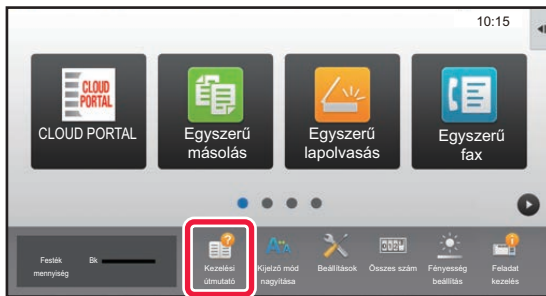 10:15
CLOUD
PORTAL
CLOUD PORTAL
Egyszerű
másolás
Egyszerű
lapolvasás
Egyszerű
fax
Festék
mennyiség
Bk
Kezelési
útmutató
Kijelző mód
nagyítása
Beállítások
Összes szám
Fényesség
beállítás
Feladat
kezelés